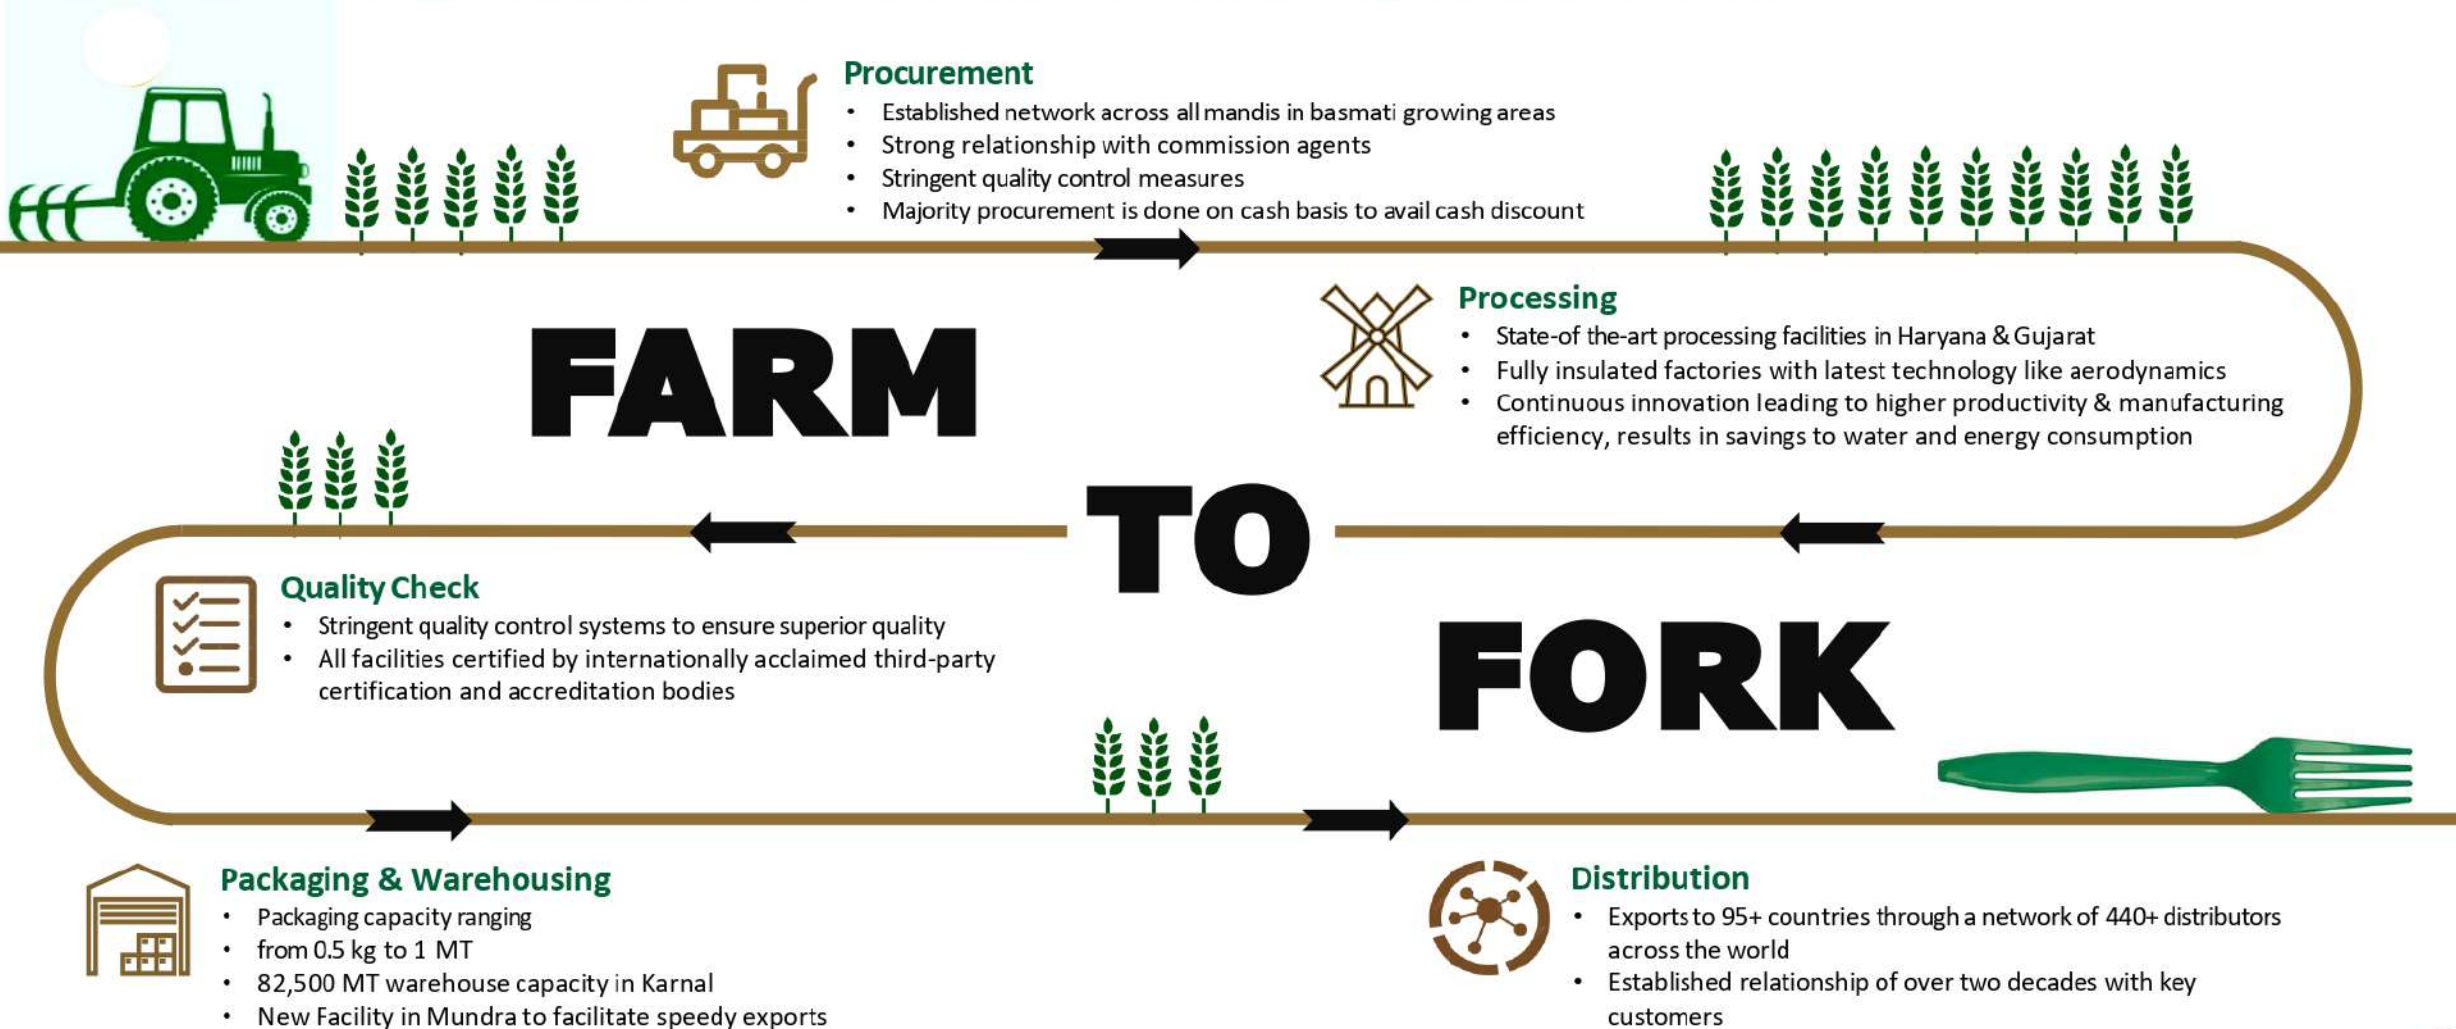 Procurement
• Established network across all mandis in basmati growing areas
• Strong relationship with commission agents
• Stringent quality control measures
• Majority procurement is done on cash basis to avail cash discount
Processing
• State-of the-art processing facilities in Haryana & Gujarat
• Fully insulated factories with latest technology like aerodynamics
• Continuous innovation leading to higher productivity & manufacturing
efficiency, results in savings to water and energy consumption
FARM
TO
FORK
Quality Check
• Stringent quality control systems to ensure superior quality
• All facilities certified by internationally acclaimed third-party
certification and accreditation bodies
Packaging & Warehousing
• Packaging capacity ranging
• from 0.5 kg to 1 MT
• 82,500 MT warehouse capacity in Karnal
• New Facility in Mundra to facilitate speedy exports
Distribution
• Exports to 95+ countries through a network of 440+ distributors
across the world
• Established relationship of over two decades with key
customers